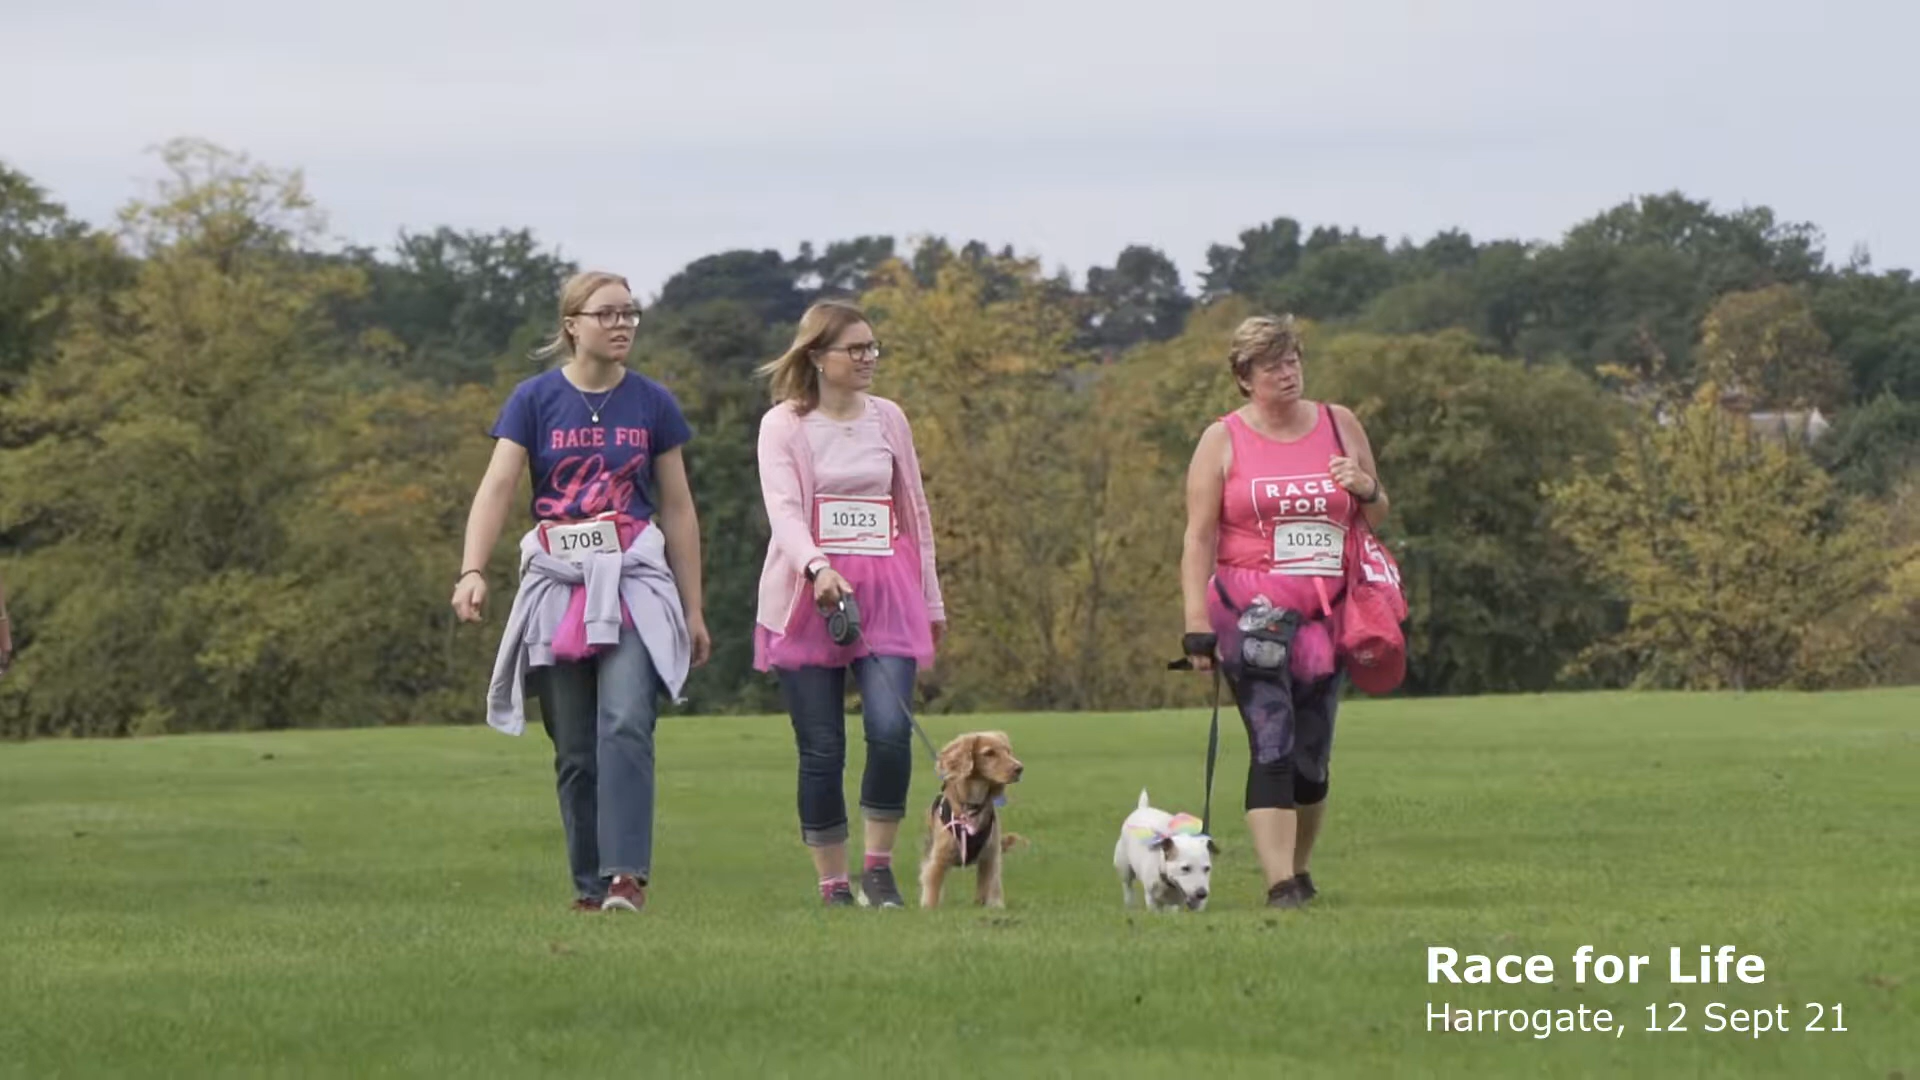 RACE FOR
Life
1708
10123
RACE
FOR
10125
Race for Life
Harrogate, 12 Sept 21